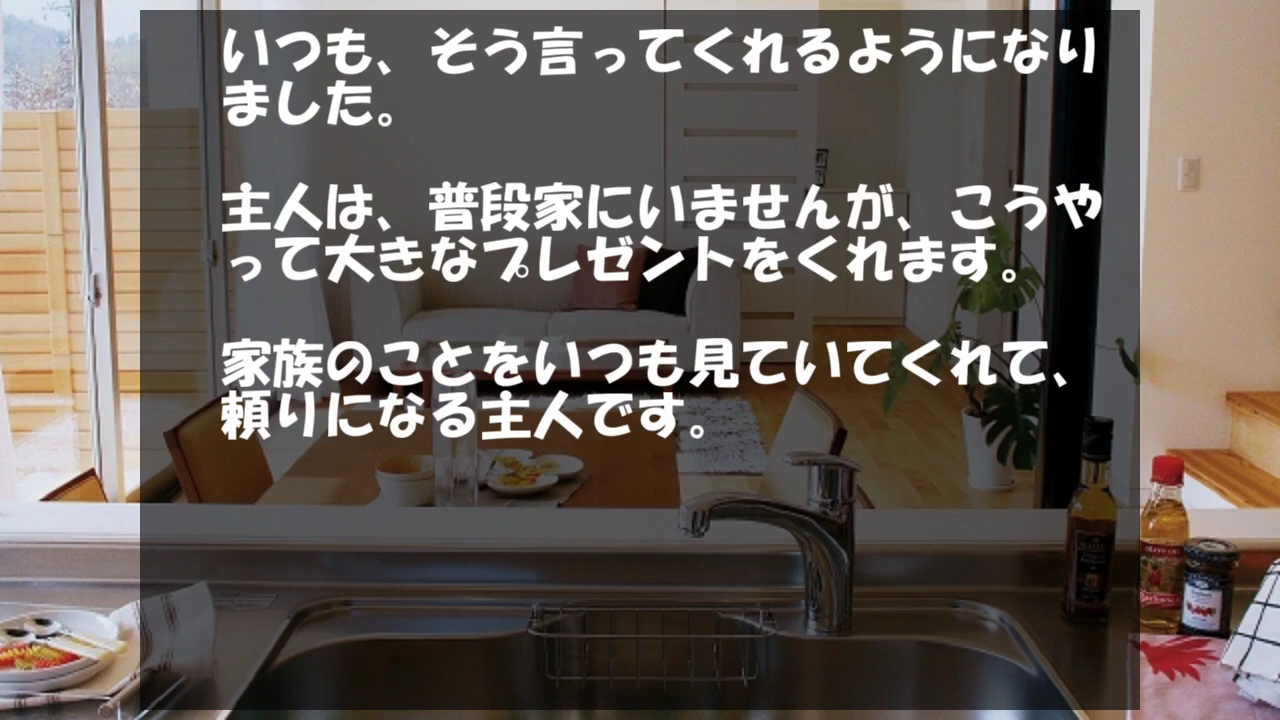 いつも、そう言ってくれるようになり
ました。
主人は、普段家にいませんが、こうや
って大きなプレゼントをくれます。
家族のことをいつも見ていてくれて、
頼りになる主人です。